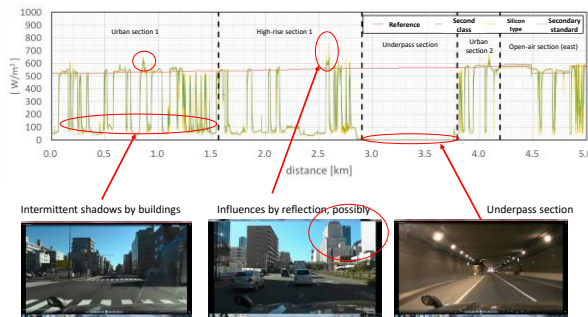 Reference
Second class
Silicon type
Secondary standard
Urban section 1
High-rise section 1
Underpass section
Urban section 2
Open-air section (east)
[ W/m² ]
1000
900
800
700
600
500
400
300
200
100
0
0.0 0.5 1.0 1.5 2.0 2.5 3.0 3.5 4.0 4.5 5.0
distance [km]
Intermittent shadows by buildings
Influences by reflection, possibly
Underpass section